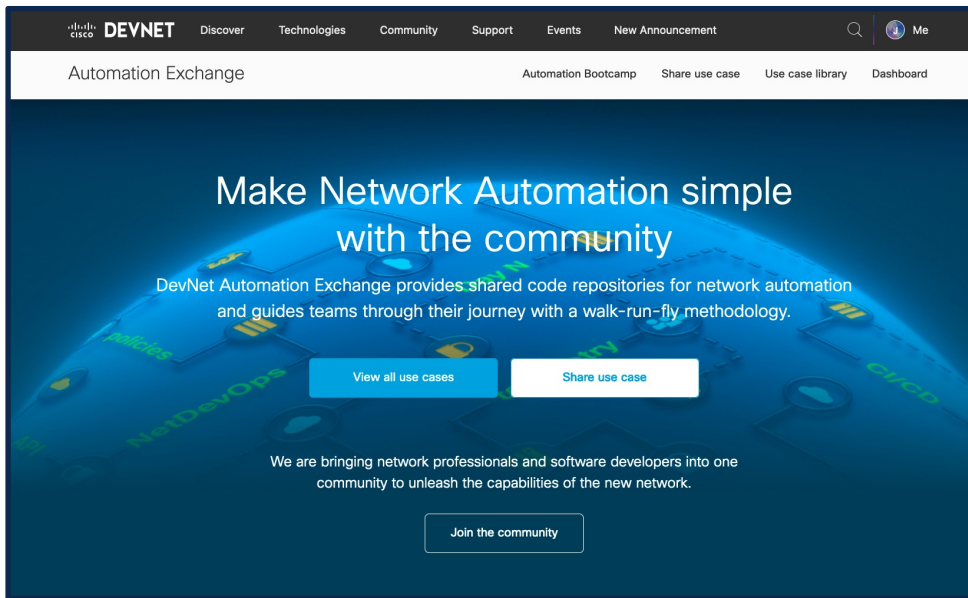 CISCO DEVNET Discover Technologies Community Support Events New Announcement J Me
Automation Exchange Automation Bootcamp Share use case Use case library Dashboard
Make Network Automation simple
with the community
DevNet Automation Exchange provides shared code repositories for network automation
and guides teams through their journey with a walk-run-fly methodology.
policies
NetDevOps
API
CI/CD
View all use cases Share use case
We are bringing network professionals and software developers into one
community to unleash the capabilities of the new network.
Join the community